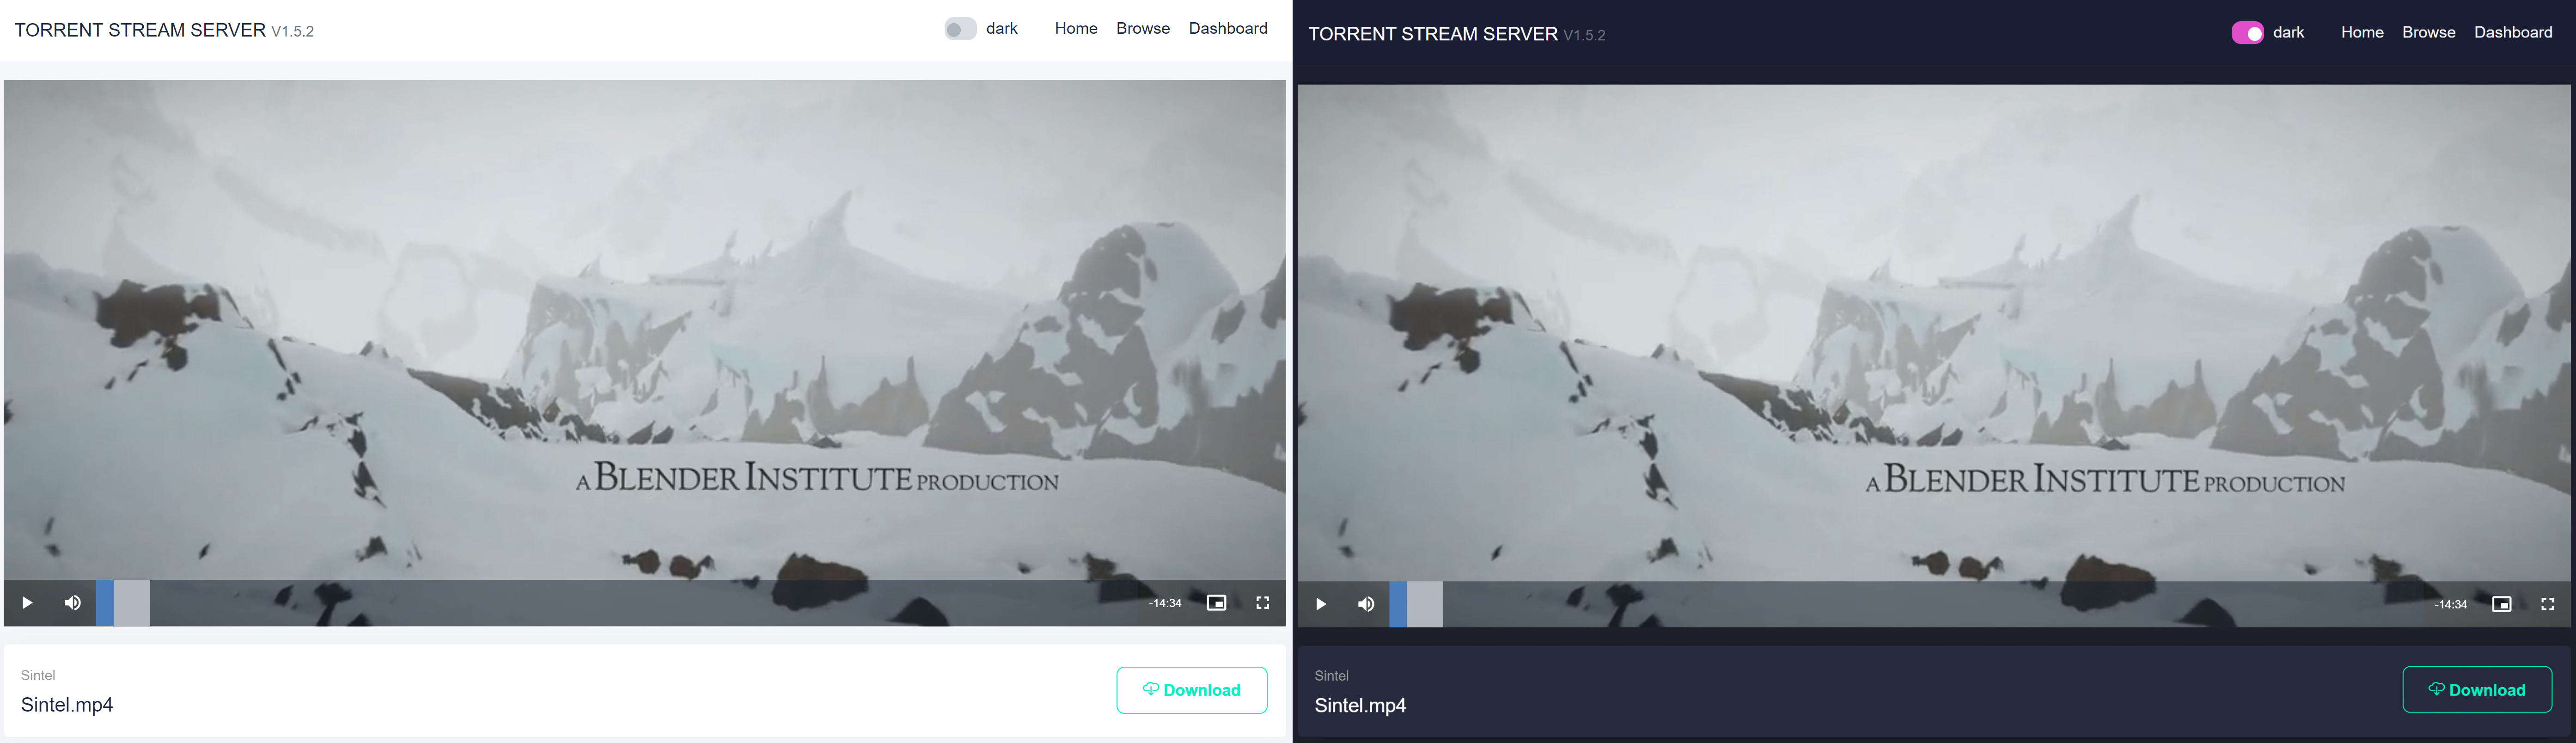 TORRENT STREAM SERVER V1.5.2
dark Home Browse Dashboard
A BLENDER INSTITUTE PRODUCTION
-14:34
Sintel
Sintel.mp4
Download
TORRENT STREAM SERVER V1.5.2
dark Home Browse Dashboard
A BLENDER INSTITUTE PRODUCTION
-14:34
Sintel
Sintel.mp4
Download